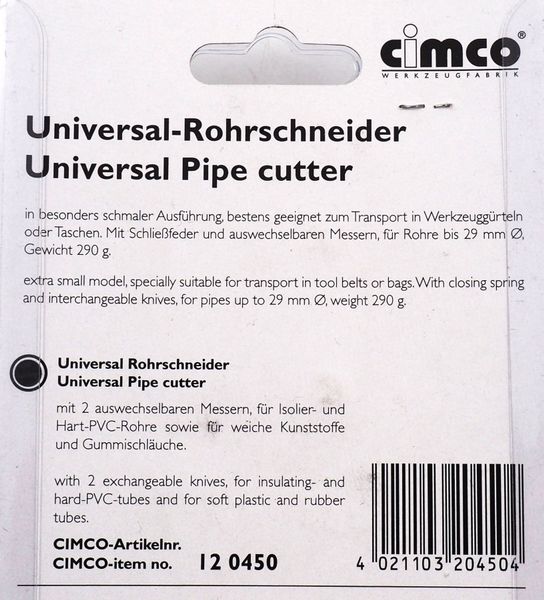 cimco®
WERKZEUGFABRIK
Universal-Rohrschneider
Universal Pipe cutter
in besonders schmaler Ausführung, bestens geeignet zum Transport in Werkzeuggürteln
oder Taschen. Mit Schließfeder und auswechselbaren Messern, für Rohre bis 29 mm Ø,
Gewicht 290 g.
extra small model, specially suitable for transport in tool belts or bags. With closing spring
and interchangeable knives, for pipes up to 29 mm Ø, weight 290 g.
Universal Rohrschneider
Universal Pipe cutter
mit 2 auswechselbaren Messern, für Isolier- und
Hart-PVC-Rohre sowie für weiche Kunststoffe
und Gummischläuche.
with 2 exchangeable knives, for insulating- and
hard-PVC-tubes and for soft plastic and rubber
tubes.
CIMCO-Artikelnr.
CIMCO-item no. 12 0450
4 021103 204504